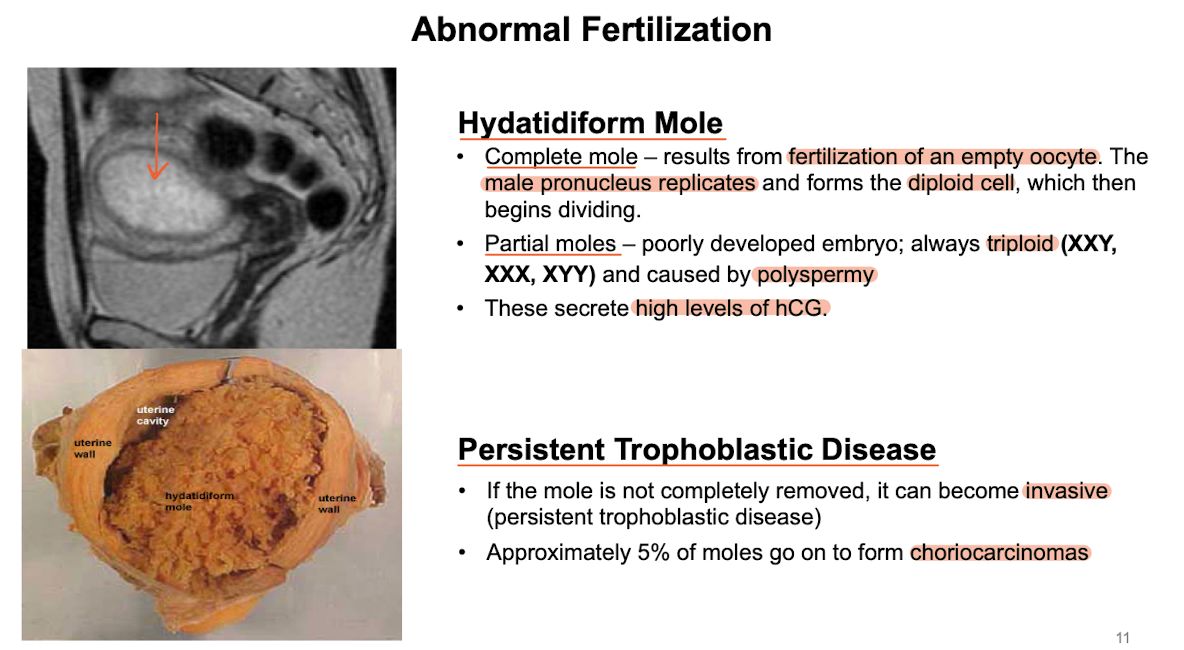 Abnormal Fertilization
Hydatidiform Mole
• Complete mole – results from fertilization of an empty oocyte. The
male pronucleus replicates and forms the diploid cell, which then
begins dividing.
• Partial moles – poorly developed embryo; always triploid (XXY,
XXX, XYY) and caused by polyspermy
• These secrete high levels of hCG.
uterine
cavity
uterine
wall
hydatidiform
mole
uterine
wall
Persistent Trophoblastic Disease
• If the mole is not completely removed, it can become invasive
(persistent trophoblastic disease)
• Approximately 5% of moles go on to form choriocarcinomas
11